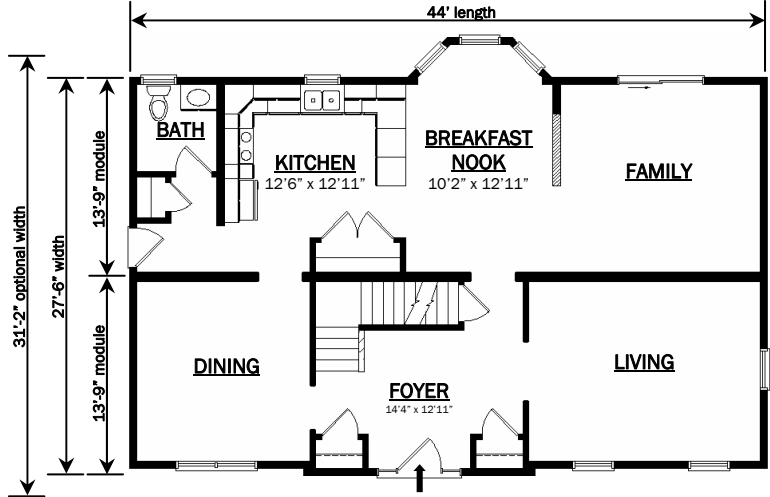 44' length
BATH
KITCHEN
12'6" x 12'11"
BREAKFAST
NOOK
10'2" x 12'11"
FAMILY
13'-9" module
27'-6" width
31'-2" optional width
13'-9" module
DINING
FOYER
14'4" x 12'11"
LIVING